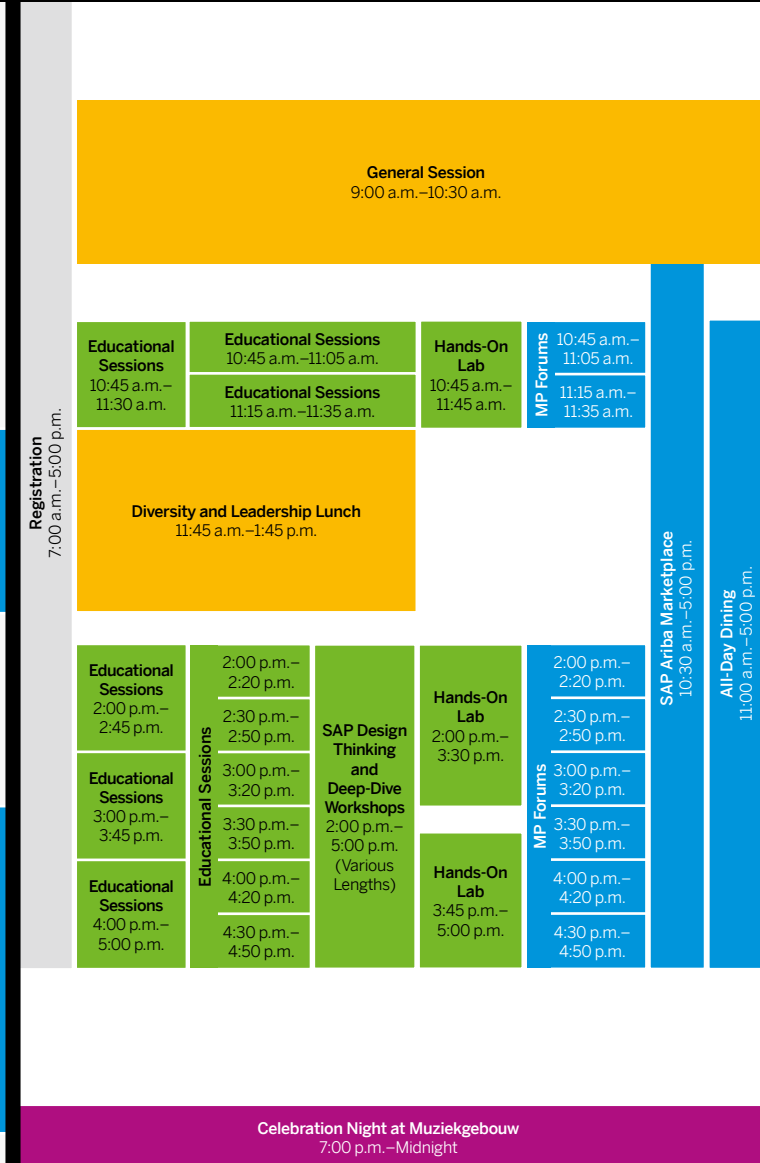 Registration
7:00 a.m.–5:00 p.m.
General Session
9:00 a.m.–10:30 a.m.
Educational
Sessions
10:45 a.m.–
11:30 a.m.
Educational Sessions
10:45 a.m.–11:05 a.m.
Educational Sessions
11:15 a.m.–11:35 a.m.
Hands-On
Lab
10:45 a.m.–
11:45 a.m.
MP Forums
10:45 a.m.–
11:05 a.m.
11:15 a.m.–
11:35 a.m.
SAP Ariba Marketplace
10:30 a.m.–5:00 p.m.
All-Day Dining
11:00 a.m.–5:00 p.m.
Diversity and Leadership Lunch
11:45 a.m.–1:45 p.m.
Educational
Sessions
2:00 p.m.–
2:45 p.m.
Educational
Sessions
3:00 p.m.–
3:45 p.m.
Educational
Sessions
4:00 p.m.–
5:00 p.m.
Educational Sessions
2:00 p.m.–
2:20 p.m.
2:30 p.m.–
2:50 p.m.
3:00 p.m.–
3:20 p.m.
3:30 p.m.–
3:50 p.m.
4:00 p.m.–
4:20 p.m.
4:30 p.m.–
4:50 p.m.
SAP Design
Thinking
and
Deep-Dive
Workshops
2:00 p.m.–
5:00 p.m.
(Various
Lengths)
Hands-On
Lab
2:00 p.m.–
3:30 p.m.
Hands-On
Lab
3:45 p.m.–
5:00 p.m.
MP Forums
2:00 p.m.–
2:20 p.m.
2:30 p.m.–
2:50 p.m.
3:00 p.m.–
3:20 p.m.
3:30 p.m.–
3:50 p.m.
4:00 p.m.–
4:20 p.m.
4:30 p.m.–
4:50 p.m.
Celebration Night at Muziekgebouw
7:00 p.m.–Midnight